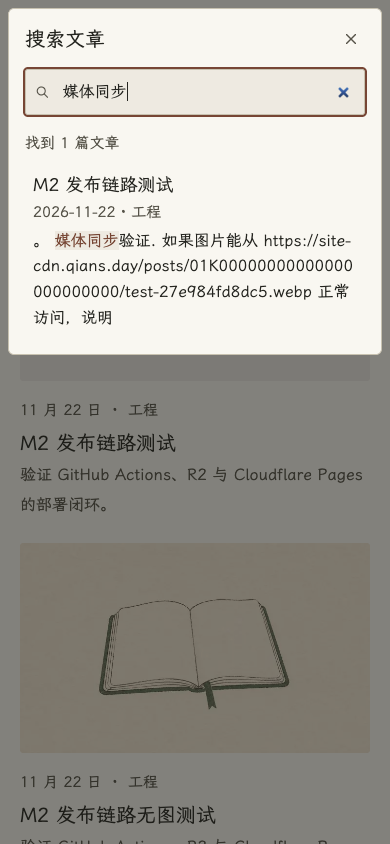 搜索文章
媒体同步
找到 1 篇文章
M2 发布链路测试
2026-11-22 · 工程
。 媒体同步验证. 如果图片能从 https://site-
cdn.qians.day/posts/01K00000000000000
000000000/test-27e984fd8dc5.webp 正常
访问，说明
11 月 22 日 · 工程
M2 发布链路测试
验证 GitHub Actions、R2 与 Cloudflare Pages
的部署闭环。
11 月 22 日 · 工程
M2 发布链路无图测试